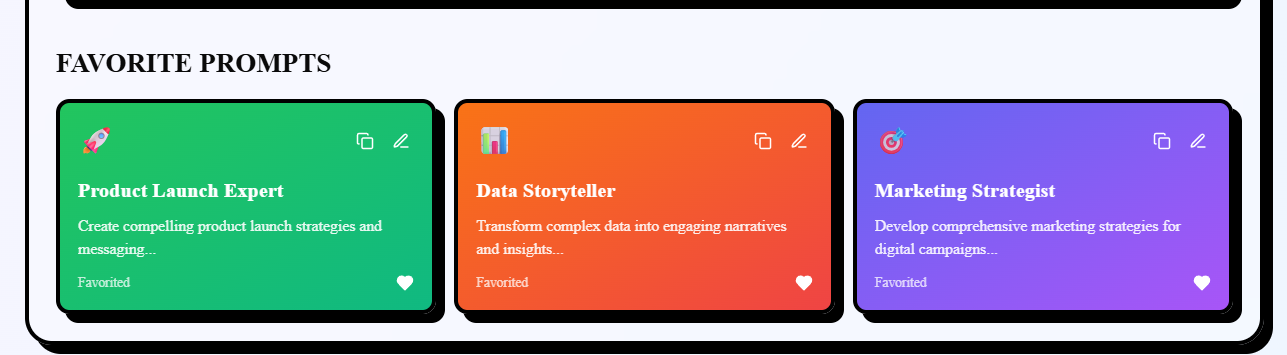 FAVORITE PROMPTS
Product Launch Expert
Create compelling product launch strategies and
messaging...
Favorited
Data Storyteller
Transform complex data into engaging narratives
and insights...
Favorited
Marketing Strategist
Develop comprehensive marketing strategies for
digital campaigns...
Favorited